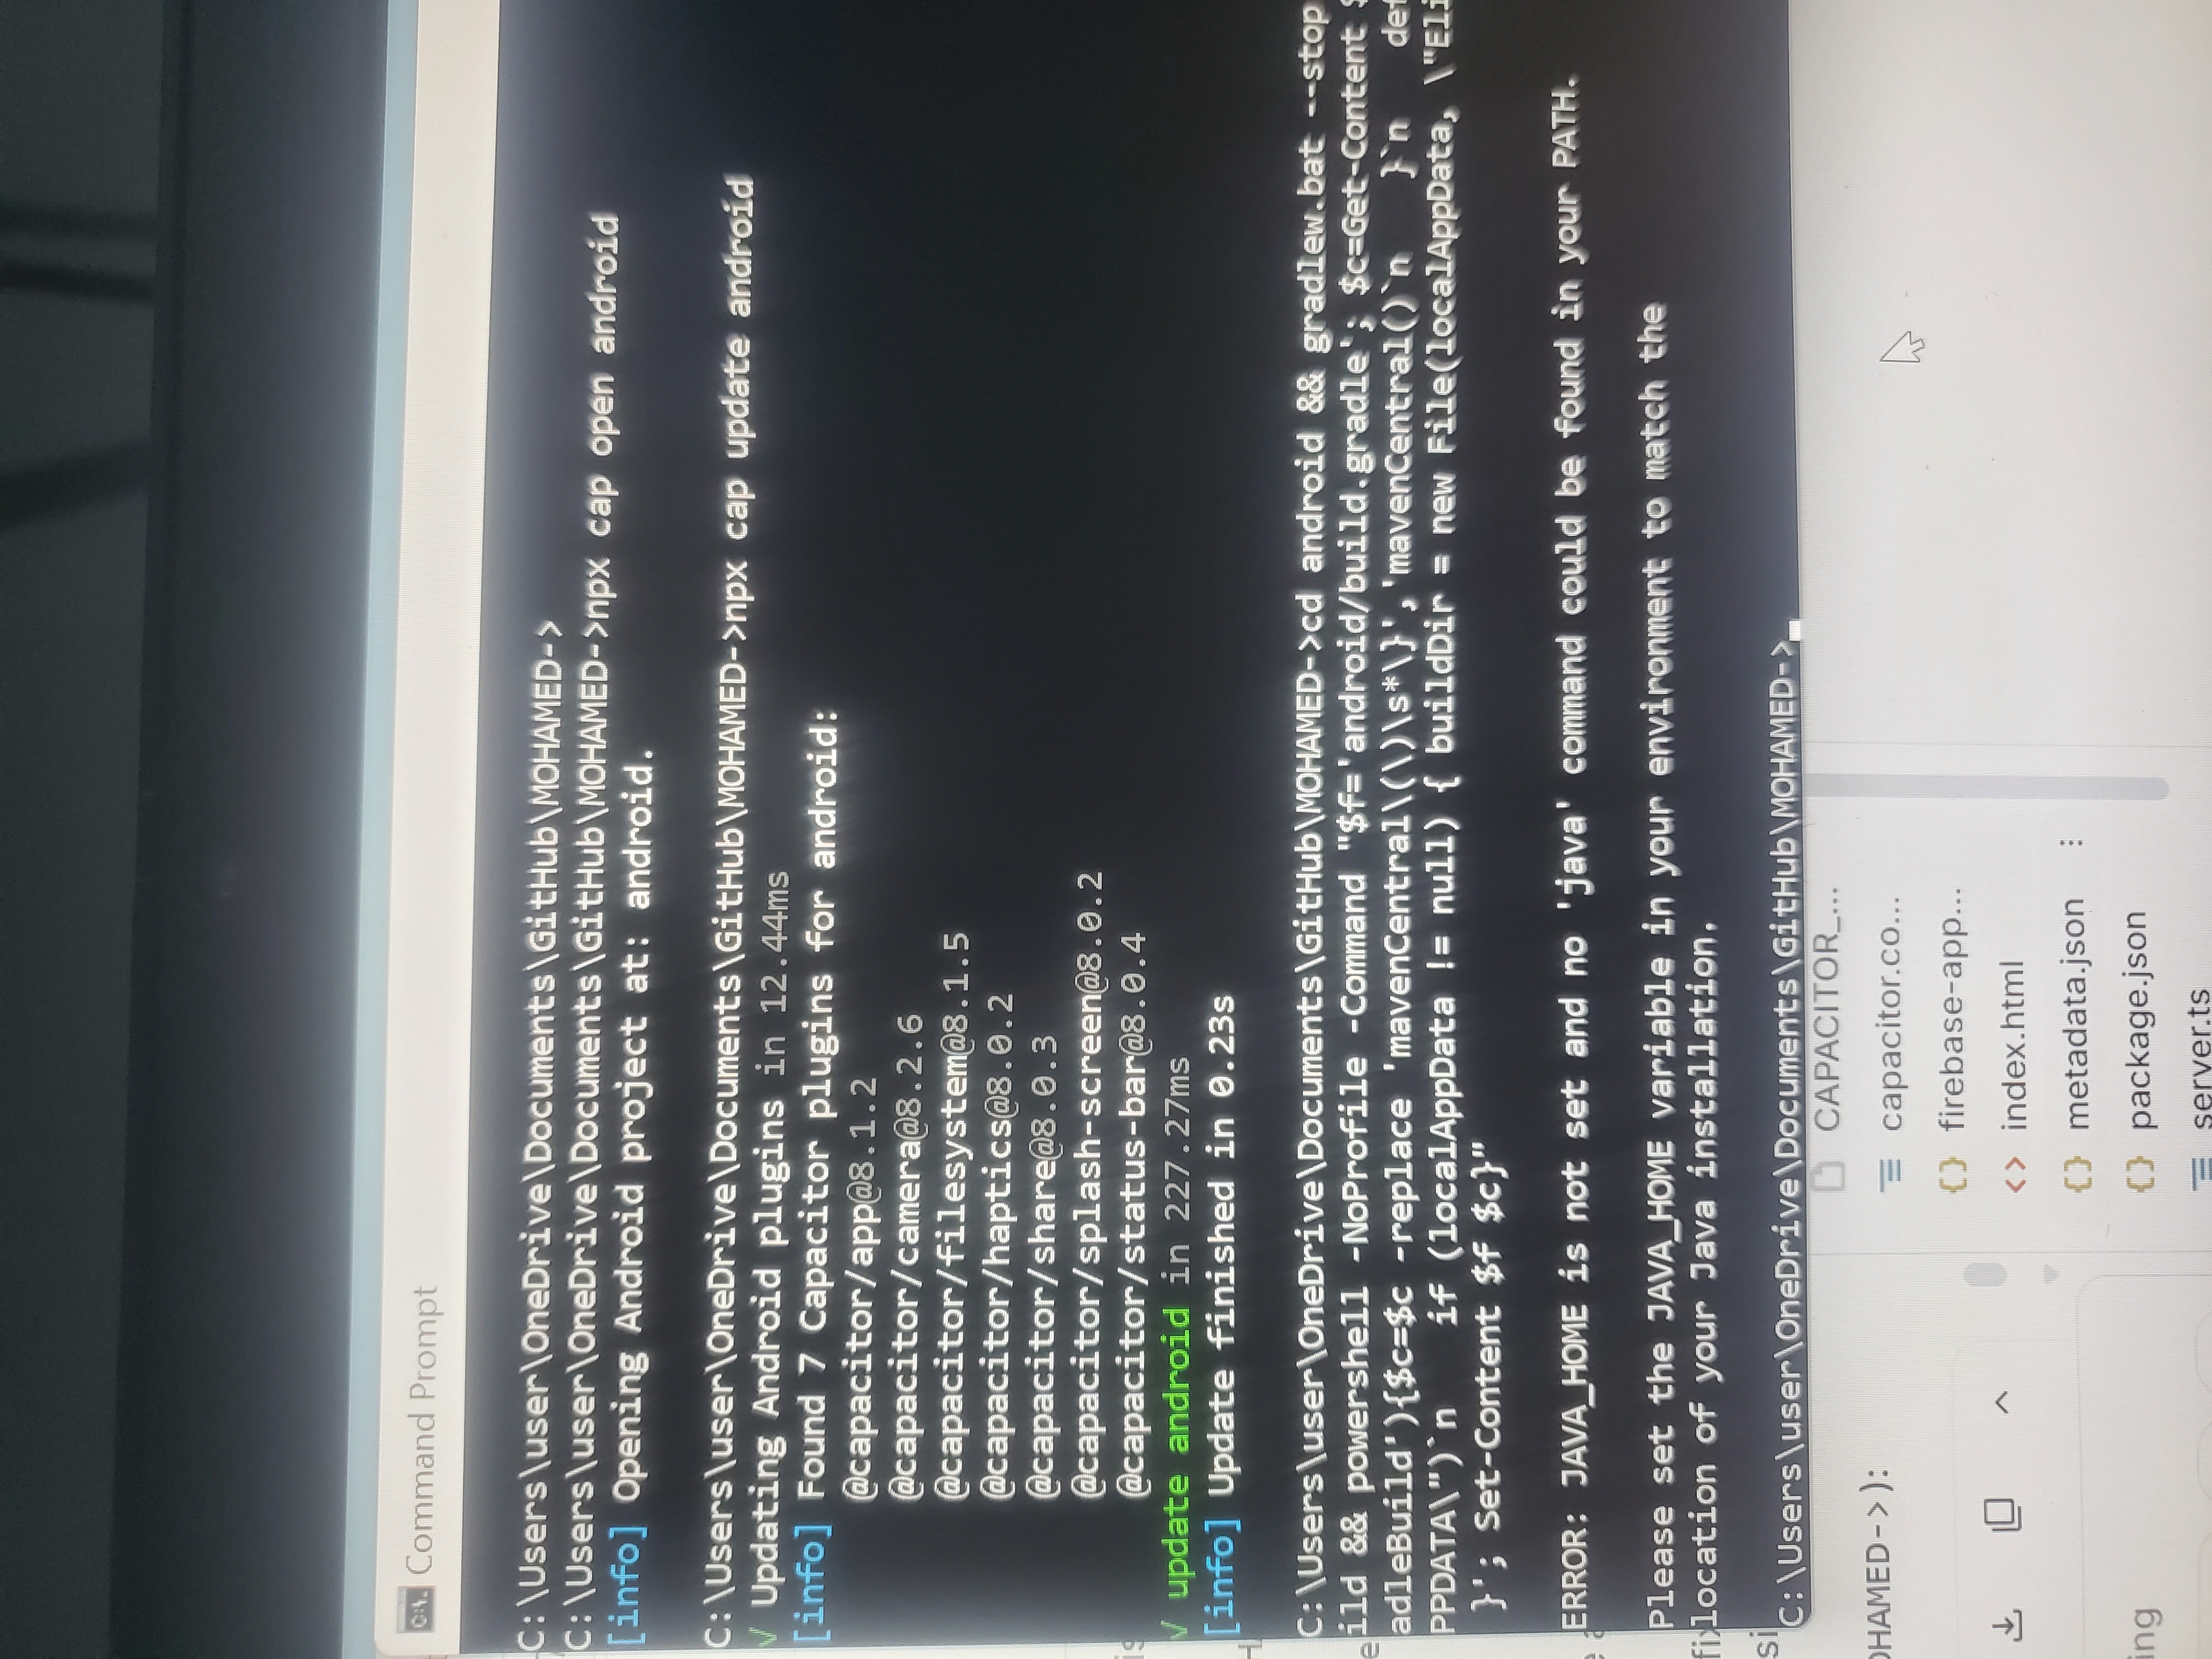 Command Prompt
C:\Users\user\OneDrive\Documents\GitHub\MOHAMED->
C:\Users\user\OneDrive\Documents\GitHub\MOHAMED->npx cap open android
[info] Opening Android project at: android.
C:\Users\user\OneDrive\Documents\GitHub\MOHAMED->npx cap update android
√ Updating Android plugins in 12.44ms
[info] Found 7 Capacitor plugins for android:
@capacitor/app@8.1.2
@capacitor/camera@8.2.6
@capacitor/filesystem@8.1.5
@capacitor/haptics@8.0.2
@capacitor/share@8.0.3
@capacitor/splash-screen@8.0.2
@capacitor/status-bar@8.0.4
√ update android in 227.27ms
[info] Update finished in 0.23s
C:\Users\user\OneDrive\Documents\GitHub\MOHAMED->cd android && gradlew.bat --stop
ild && powershell -NoProfile -Command "$f='android/build.gradle'; $c=Get-Content $
adleBuild'){$c=$c -replace 'mavenCentral\(\)\s*\}','mavenCentral()`n    }`n    def
PPDATA\")`n    if (localAppData != null) { buildDir = new File(localAppData, \"Eli
}'; Set-Content $f $c}"
ERROR: JAVA_HOME is not set and no 'java' command could be found in your PATH.
Please set the JAVA_HOME variable in your environment to match the
location of your Java installation.
C:\Users\user\OneDrive\Documents\GitHub\MOHAMED->
CAPACITOR_...
OHAMED->):
capacitor.co...
firebase-app...
index.html
metadata.json
package.json
ing
server.ts